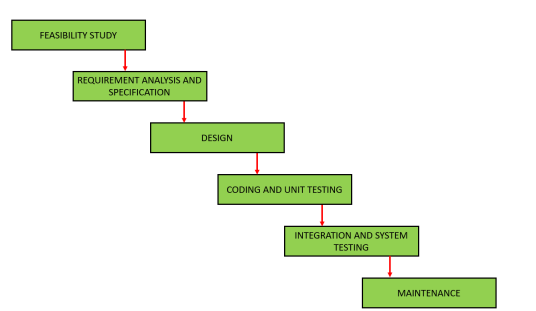 FEASIBILITY STUDY
REQUIREMENT ANALYSIS AND
SPECIFICATION
DESIGN
CODING AND UNIT TESTING
INTEGRATION AND SYSTEM
TESTING
MAINTENANCE